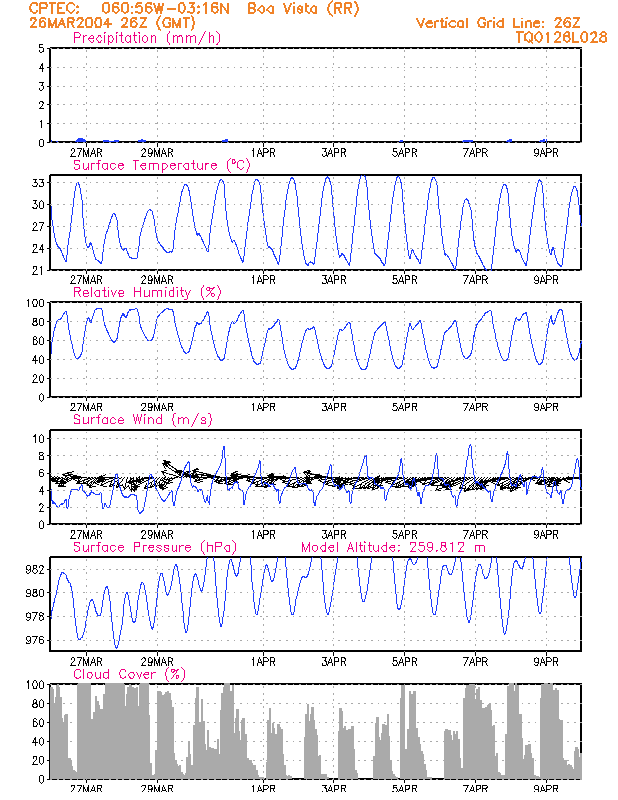 CPTEC: 060:56W-03:16N Boa Vista (RR)
26MAR2004 26Z (GMT) Vertical Grid Line: 26Z
Precipitation (mm/h) TQ0126L028
5
4
3
2
1
0
27MAR 29MAR 1APR 3APR 5APR 7APR 9APR
Surface Temperature (°C)
33
30
27
24
21
27MAR 29MAR 1APR 3APR 5APR 7APR 9APR
Relative Humidity (%)
100
80
60
40
20
0
27MAR 29MAR 1APR 3APR 5APR 7APR 9APR
Surface Wind (m/s)
10
8
6
4
2
0
27MAR 29MAR 1APR 3APR 5APR 7APR 9APR
Surface Pressure (hPa) Model Altitude: 259.812 m
982
980
978
976
27MAR 29MAR 1APR 3APR 5APR 7APR 9APR
Cloud Cover (%)
100
80
60
40
20
0
27MAR 29MAR 1APR 3APR 5APR 7APR 9APR